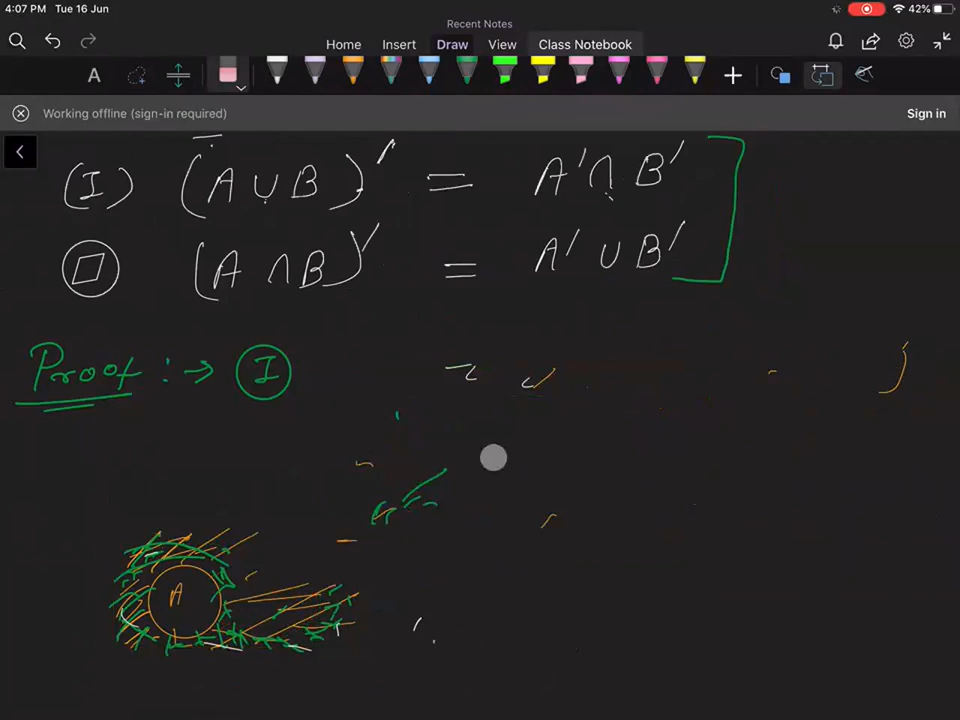 4:07 PM Tue 16 Jun
42%
Recent Notes
Home Insert Draw View Class Notebook
A
Working offline (sign-in required)
Sign in
(I) (A ∪ B)′ = A′ ∩ B′
(A ∩ B)′ = A′ ∪ B′
Proof :→ I
A